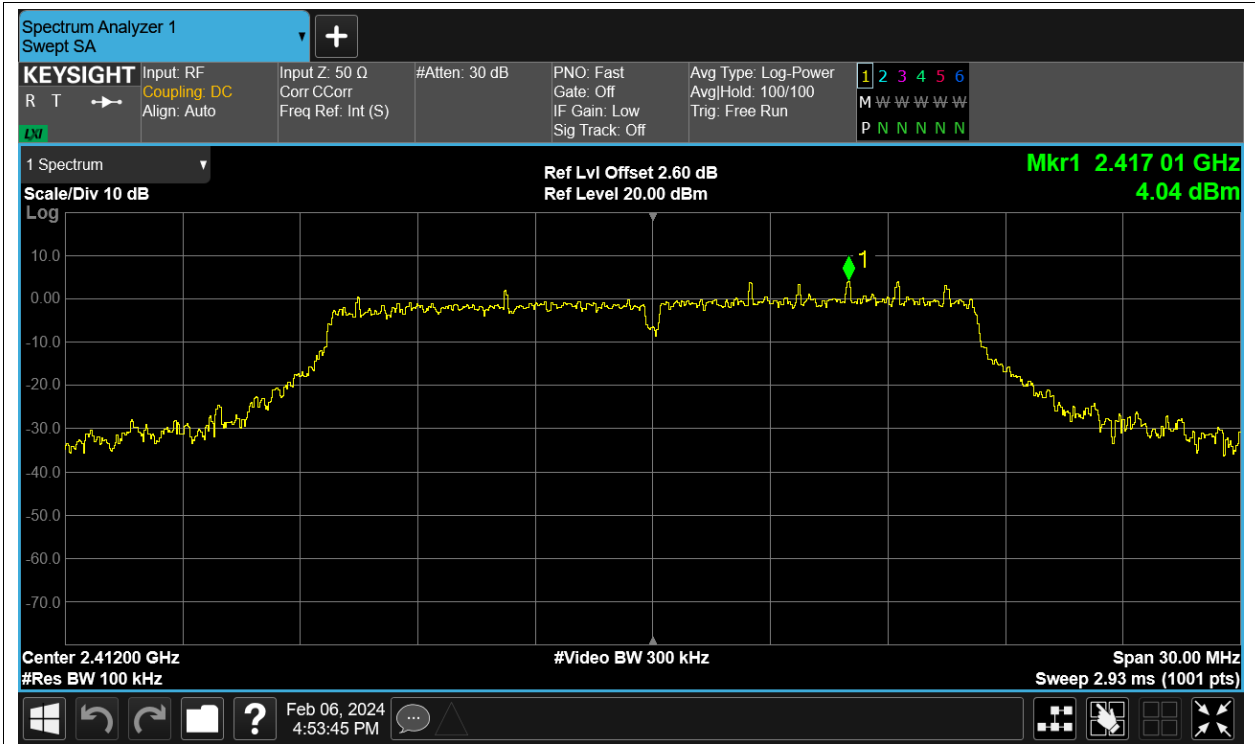 Spectrum Analyzer 1
Swept SA
KEYSIGHT
R T
LXI
Input: RF
Coupling: DC
Align: Auto
Input Z: 50 Ω
Corr CCorr
Freq Ref: Int (S)
#Atten: 30 dB
PNO: Fast
Gate: Off
IF Gain: Low
Sig Track: Off
Avg Type: Log-Power
Avg|Hold: 100/100
Trig: Free Run
1 2 3 4 5 6
M W W W W W
P N N N N N
1 Spectrum
Scale/Div 10 dB
Ref Lvl Offset 2.60 dB
Ref Level 20.00 dBm
Mkr1 2.417 01 GHz
4.04 dBm
Log
10.0
0.00
-10.0
-20.0
-30.0
-40.0
-50.0
-60.0
-70.0
1
Center 2.41200 GHz
#Res BW 100 kHz
#Video BW 300 kHz
Span 30.00 MHz
Sweep 2.93 ms (1001 pts)
?
Feb 06, 2024
4:53:45 PM